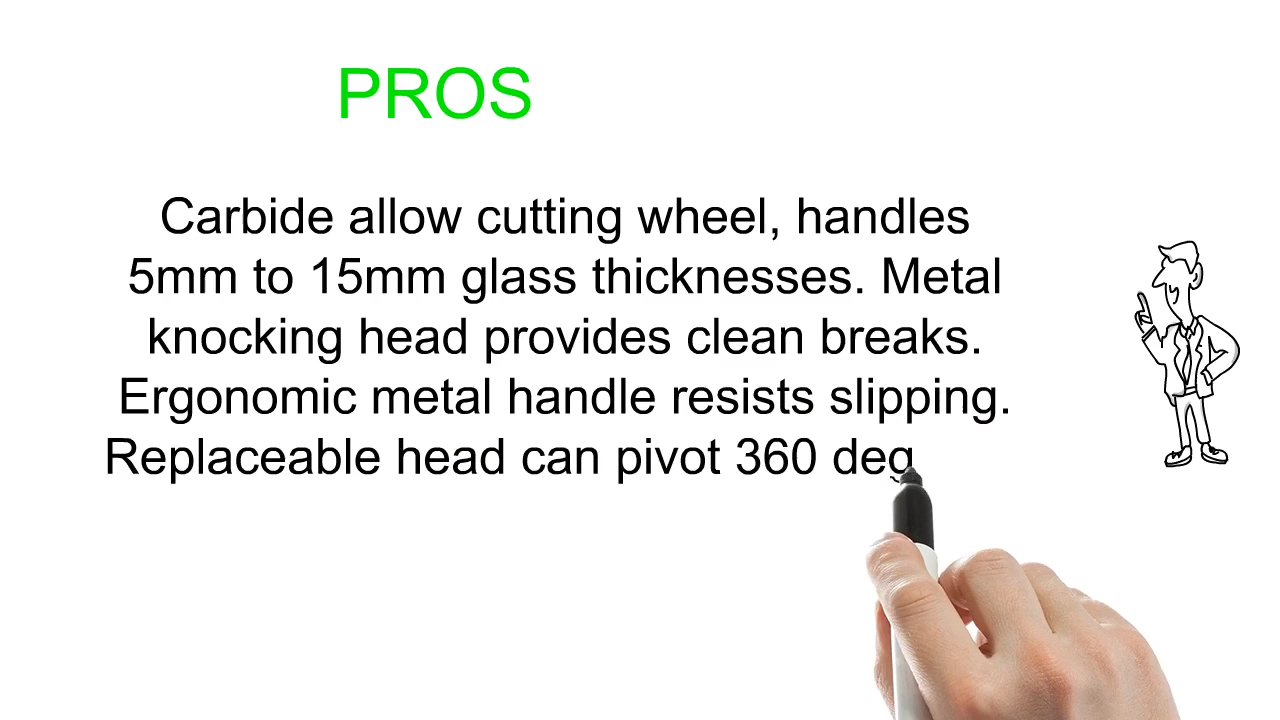 PROS
Carbide allow cutting wheel, handles
5mm to 15mm glass thicknesses. Metal
knocking head provides clean breaks.
Ergonomic metal handle resists slipping.
Replaceable head can pivot 360 deg